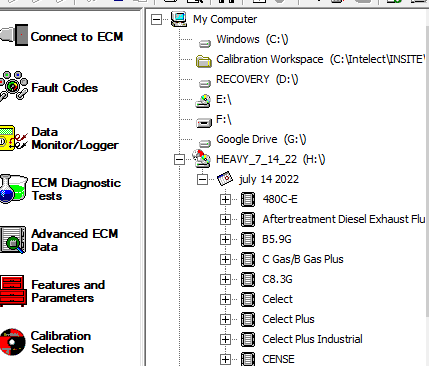 Connect to ECM
Fault Codes
Data
Monitor/Logger
ECM Diagnostic
Tests
Advanced ECM
Data
Features and
Parameters
Calibration
Selection
My Computer
Windows (C:\)
Calibration Workspace (C:\Intelect\INSITE\
RECOVERY (D:\)
E:\
F:\
Google Drive (G:\)
HEAVY_7_14_22 (H:\)
july 14 2022
480C-E
Aftertreatment Diesel Exhaust Flu
B5.9G
C Gas/B Gas Plus
C8.3G
Celect
Celect Plus
Celect Plus Industrial
CENSE